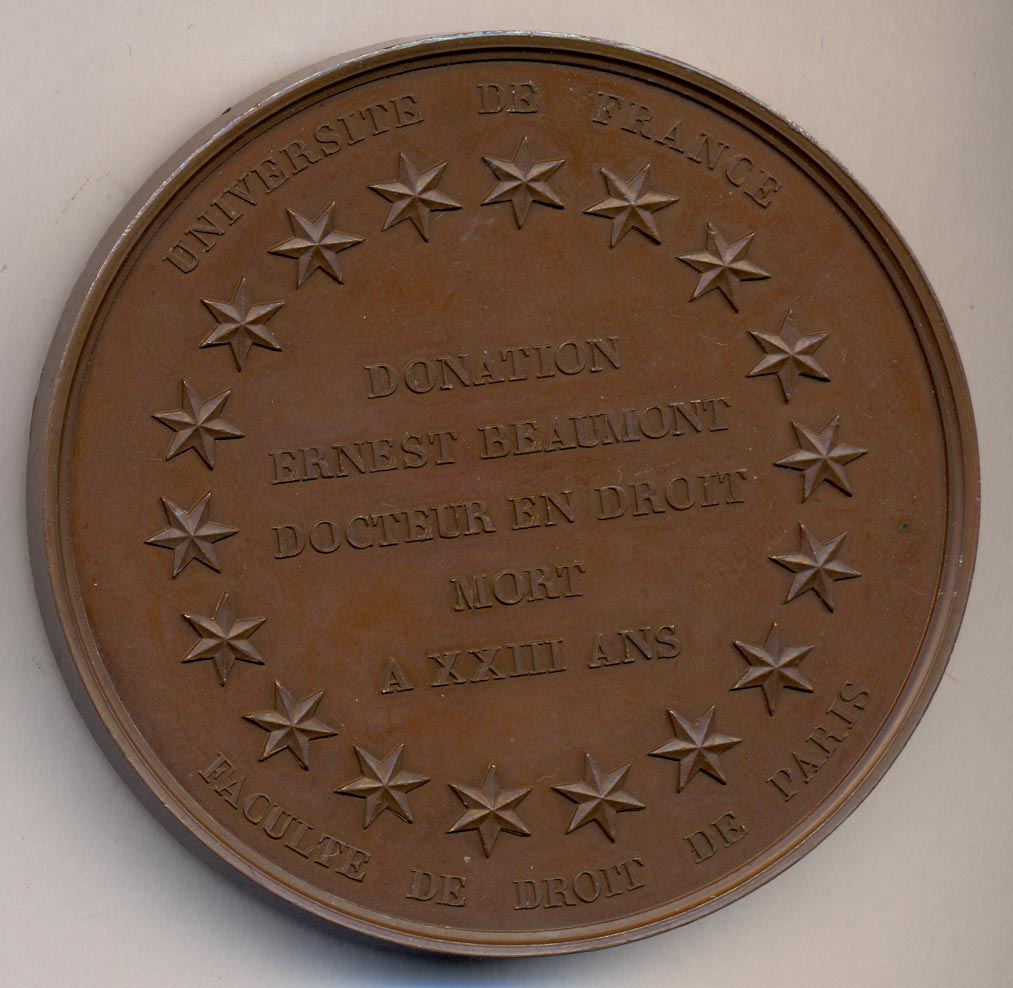 UNIVERSITE DE FRANCE
DONATION
ERNEST BEAUMONT
DOCTEUR EN DROIT
MORT
A XXIII ANS
FACULTE DE DROIT DE PARIS